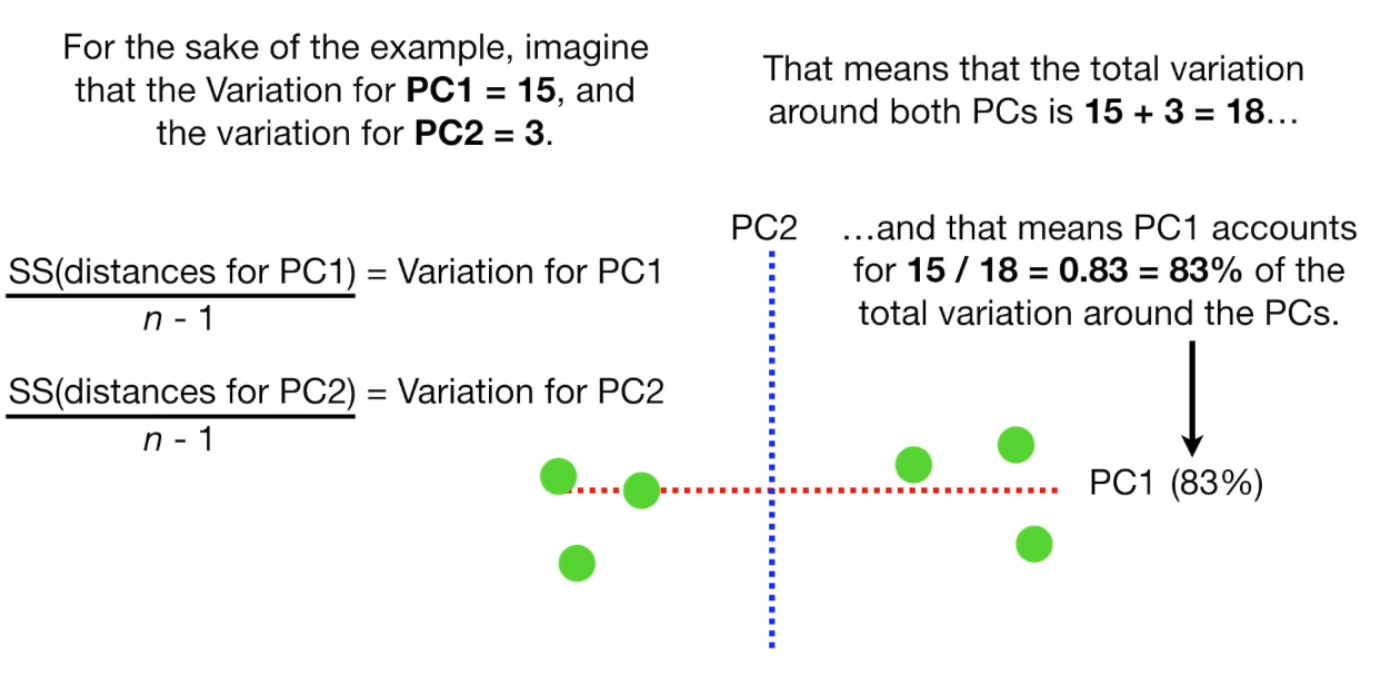 For the sake of the example, imagine
that the Variation for PC1 = 15, and
the variation for PC2 = 3.
That means that the total variation
around both PCs is 15 + 3 = 18…
SS(distances for PC1) = Variation for PC1
n - 1
SS(distances for PC2) = Variation for PC2
n - 1
PC2
…and that means PC1 accounts
for 15 / 18 = 0.83 = 83% of the
total variation around the PCs.
PC1 (83%)